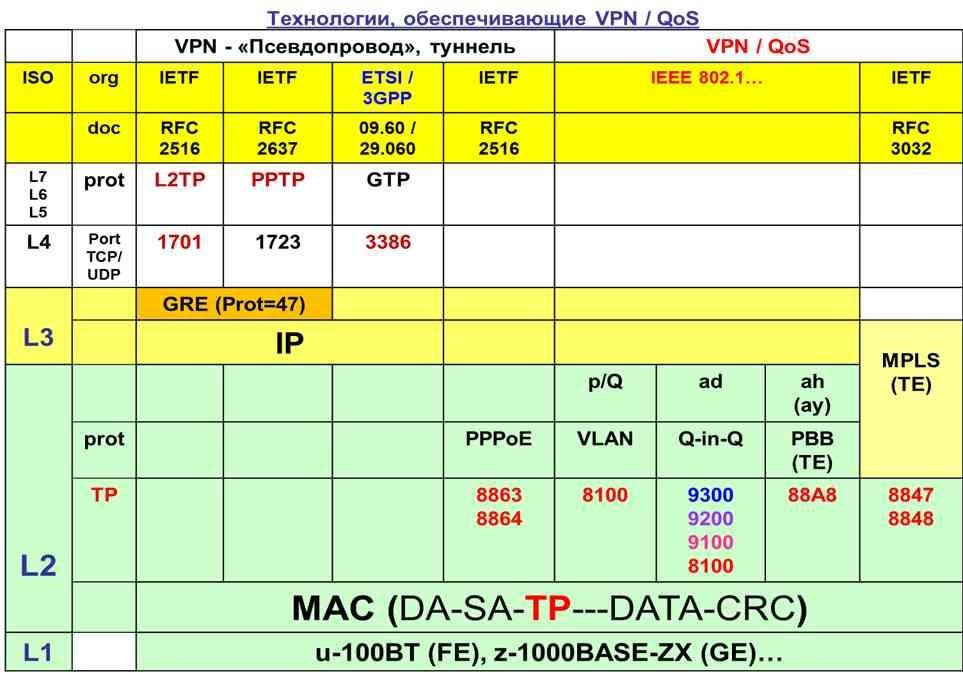 Технологии, обеспечивающие VPN / QoS
VPN - «Псевдопровод», туннель VPN / QoS
ISO org IETF IETF ETSI / 3GPP IETF IEEE 802.1… IETF
doc RFC 2516 RFC 2637 09.60 / 29.060 RFC 2516 RFC 3032
L7 L6 L5 prot L2TP PPTP GTP
L4 Port TCP/ UDP 1701 1723 3386
L3 GRE (Prot=47)
IP
MPLS (TE)
L2 p/Q ad ah (ay)
prot PPPoE VLAN Q-in-Q PBB (TE)
TP 8863 8864 8100 9300 9200 9100 8100 88A8 8847 8848
MAC (DA-SA-TP---DATA-CRC)
L1 u-100BT (FE), z-1000BASE-ZX (GE)…